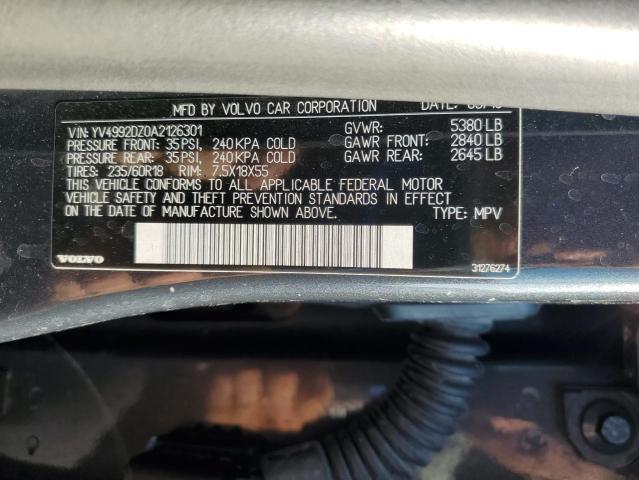 MFD BY VOLVO CAR CORPORATION DATE:
VIN: YV4992DZ0A2126301 GVWR: 5380 LB
PRESSURE FRONT: 35 PSI, 240 KPA COLD GAWR FRONT: 2840 LB
PRESSURE REAR: 35 PSI, 240 KPA COLD GAWR REAR: 2645 LB
TIRES: 235/60R18 RIM: 7.5X18X55
THIS VEHICLE CONFORMS TO ALL APPLICABLE FEDERAL MOTOR
VEHICLE SAFETY AND THEFT PREVENTION STANDARDS IN EFFECT
ON THE DATE OF MANUFACTURE SHOWN ABOVE. TYPE: MPV
VOLVO 31276274